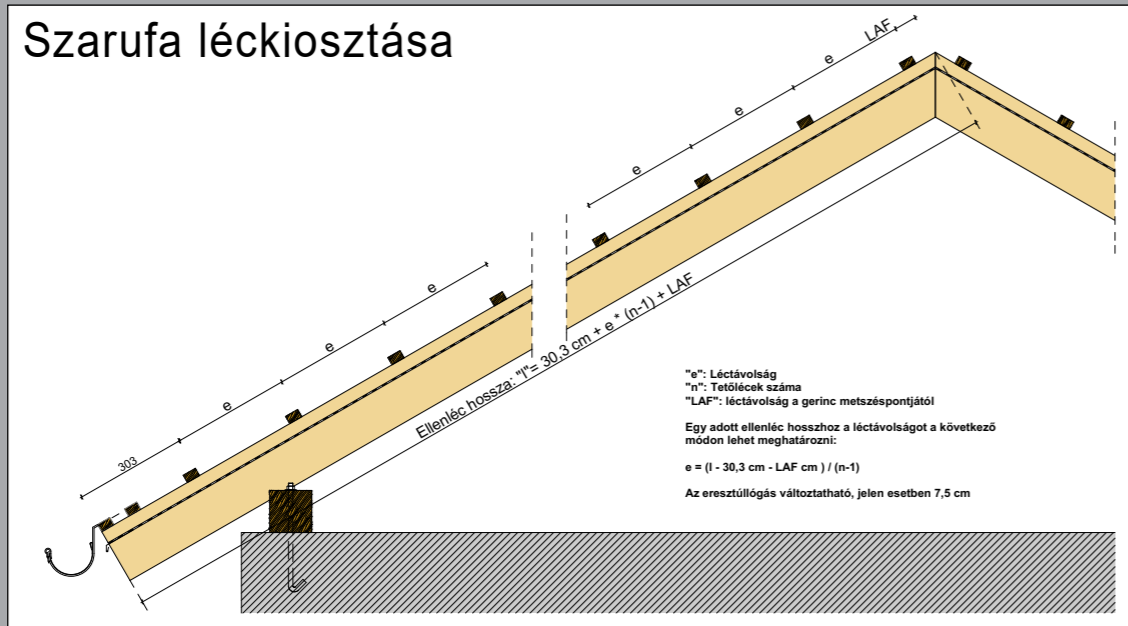 Szarufa léckiosztása
LAF
e
e
e
e
e
e
303
Ellenléc hossza: "l"= 30,3 cm + e * (n-1) + LAF
"e": Léctávolság
"n": Tetőlécek száma
"LAF": léctávolság a gerinc metszéspontjától
Egy adott ellenléc hosszhoz a léctávolságot a következő
módon lehet meghatározni:
e = (l - 30,3 cm - LAF cm ) / (n-1)
Az eresztúllógás változtatható, jelen esetben 7,5 cm